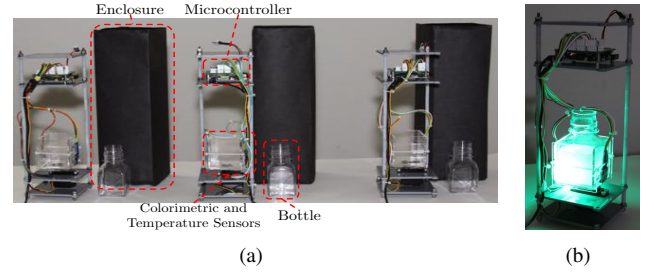 Enclosure
Microcontroller
Colorimetric and
Temperature Sensors
Bottle
(a)
(b)